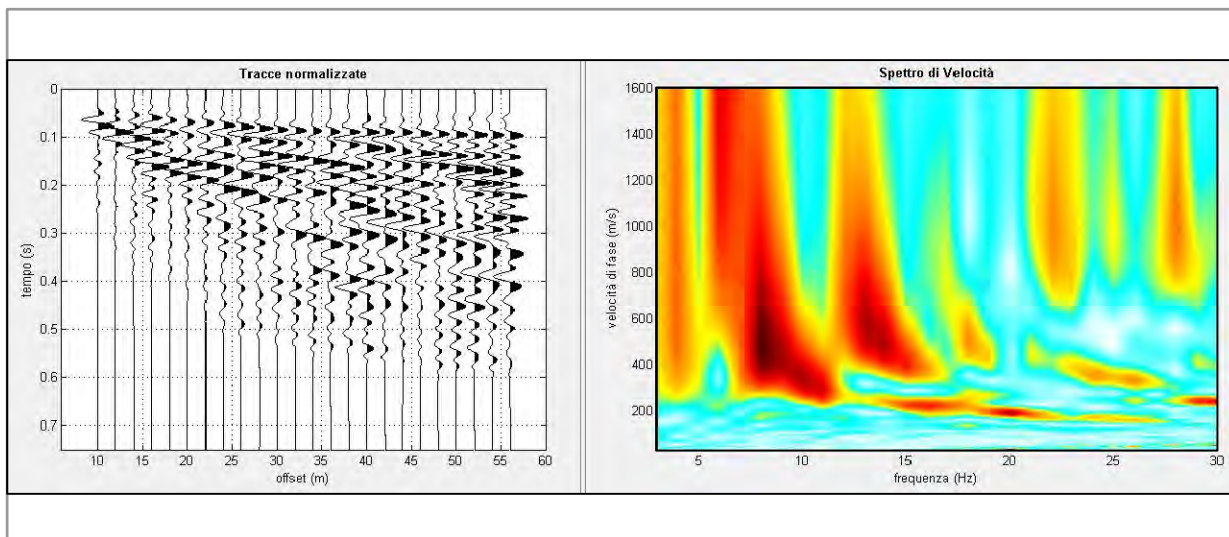 Tracce normalizzate
0
0.1
0.2
0.3
0.4
0.5
0.6
0.7
tempo (s)
10 15 20 25 30 35 40 45 50 55 60
offset (m)
Spettro di Velocità
1600
1400
1200
1000
800
600
400
200
velocità di fase (m/s)
5 10 15 20 25 30
frequenza (Hz)